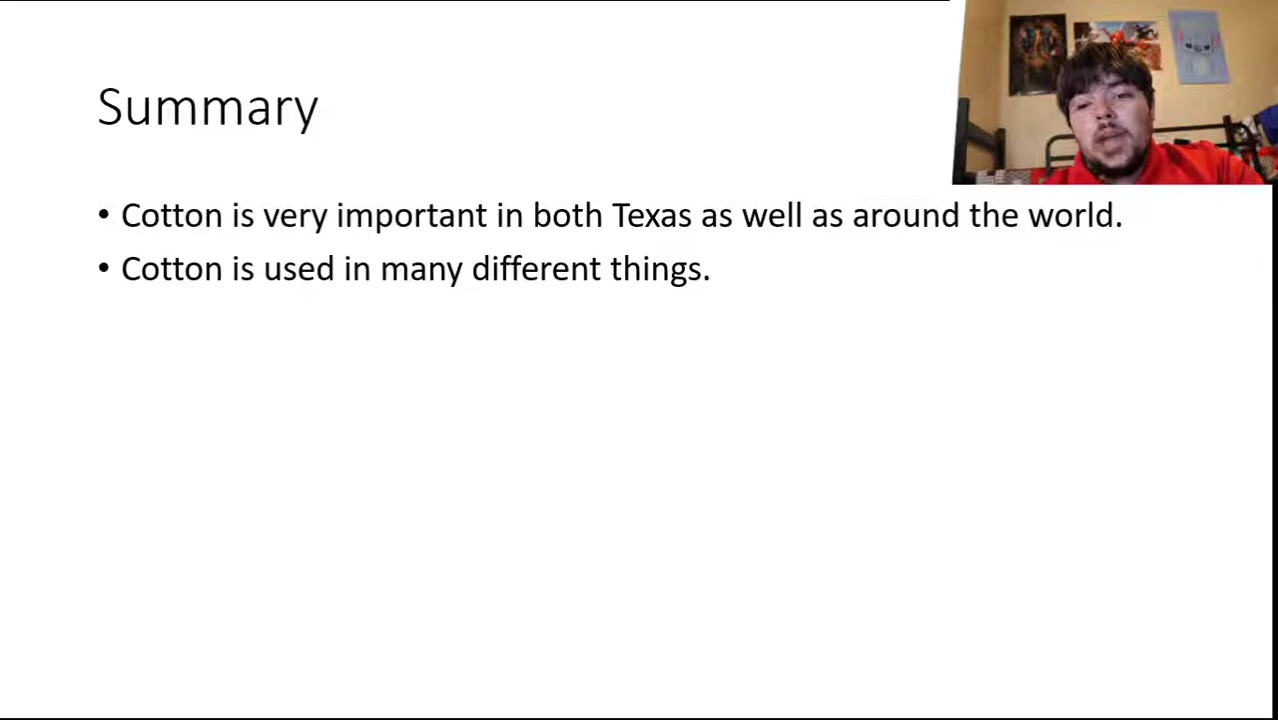 Summary
• Cotton is very important in both Texas as well as around the world.
• Cotton is used in many different things.